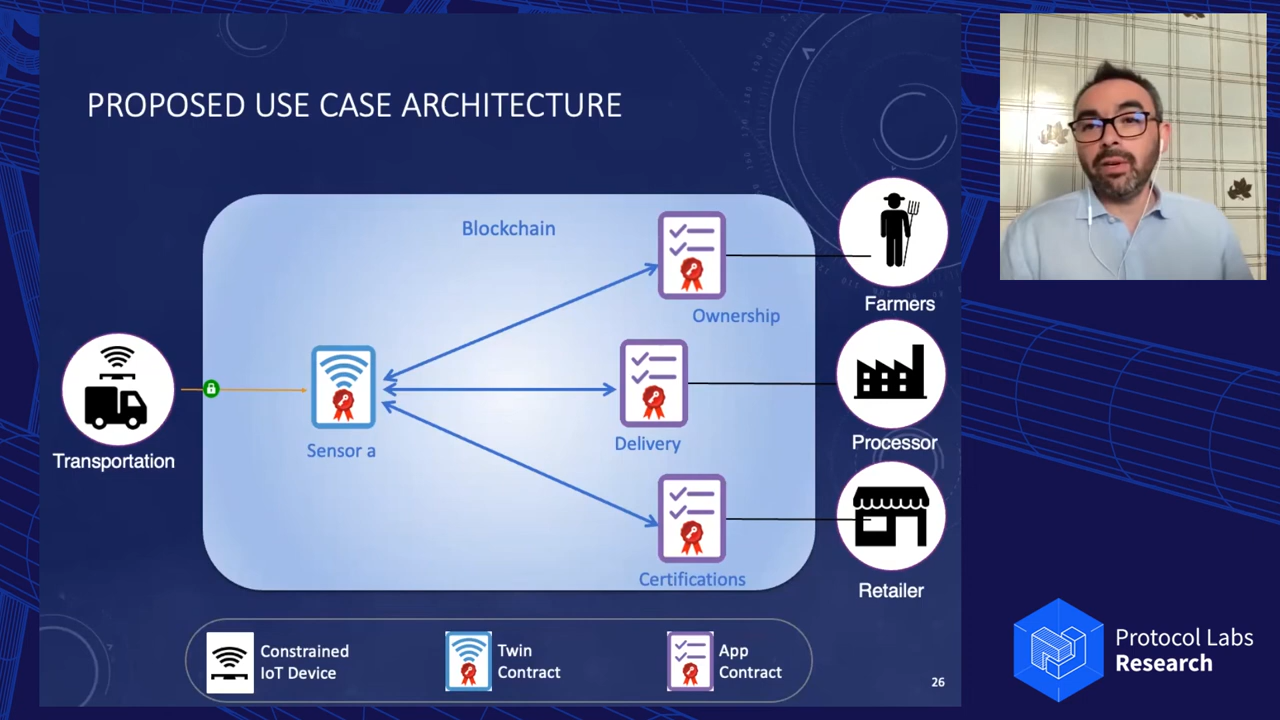 PROPOSED USE CASE ARCHITECTURE
Blockchain
Ownership
Farmers
Transportation
Sensor a
Delivery
Processor
Certifications
Retailer
Constrained
IoT Device
Twin
Contract
App
Contract
26
Protocol Labs
Research